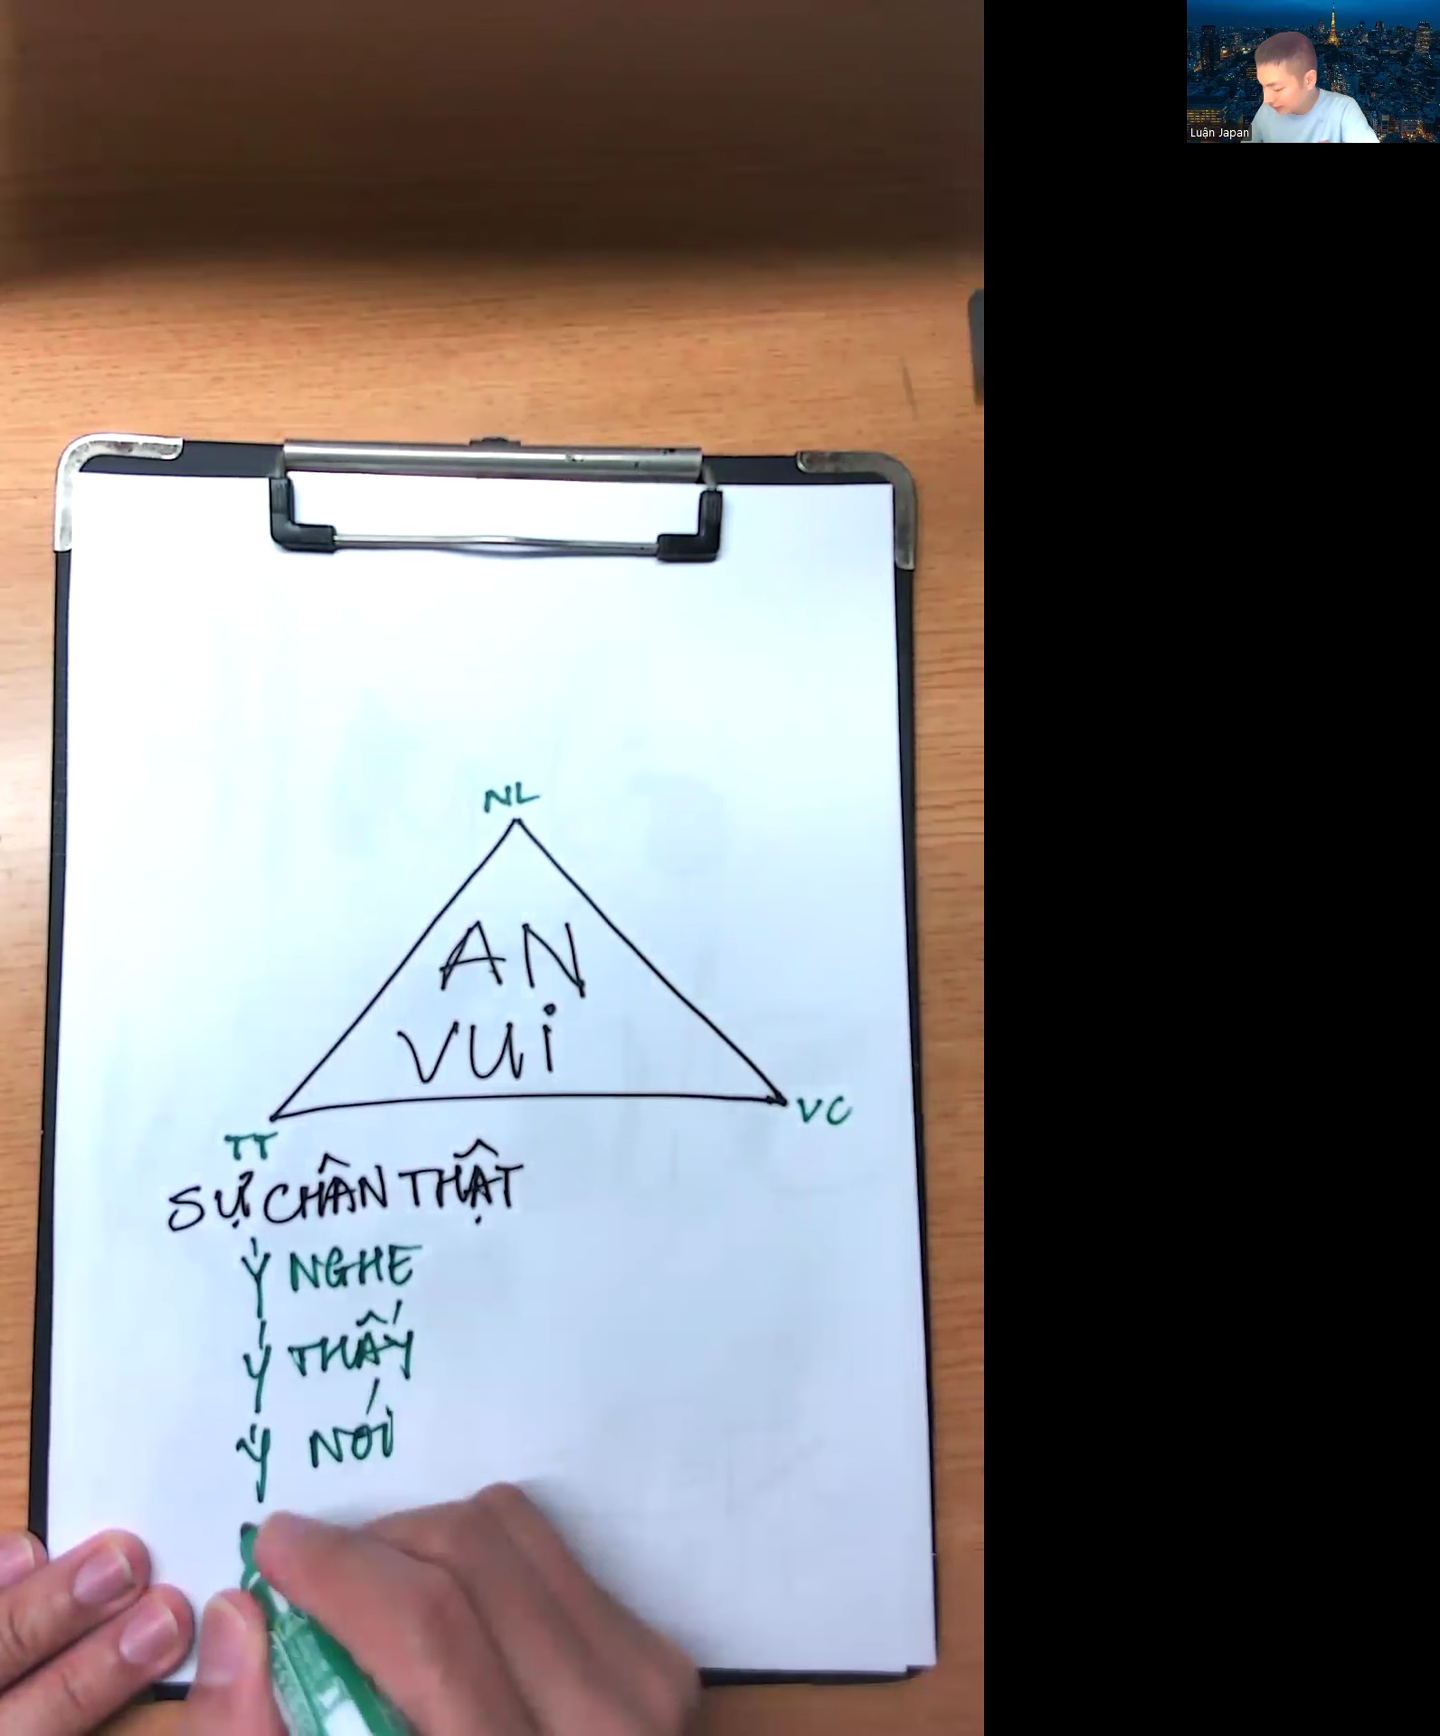 Luận Japan
NL
AN
VUi
VC
TT
SỰ CHÂN THẬT
Ý NGHE
Ý THẤY
Ý NÓI